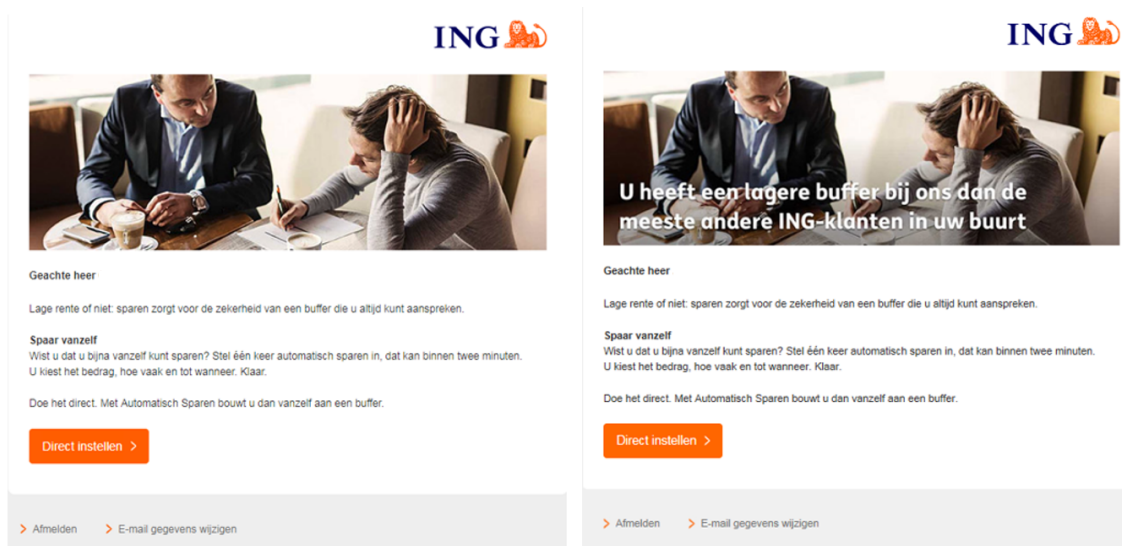 ING
Geachte heer
Lage rente of niet: sparen zorgt voor de zekerheid van een buffer die u altijd kunt aanspreken.
Spaar vanzelf
Wist u dat u bijna vanzelf kunt sparen? Stel één keer automatisch sparen in, dat kan binnen twee minuten.
U kiest het bedrag, hoe vaak en tot wanneer. Klaar.
Doe het direct. Met Automatisch Sparen bouwt u dan vanzelf aan een buffer.
Direct instellen >
> Afmelden > E-mail gegevens wijzigen
ING
U heeft een lagere buffer bij ons dan de
meeste andere ING-klanten in uw buurt
Geachte heer
Lage rente of niet: sparen zorgt voor de zekerheid van een buffer die u altijd kunt aanspreken.
Spaar vanzelf
Wist u dat u bijna vanzelf kunt sparen? Stel één keer automatisch sparen in, dat kan binnen twee minuten.
U kiest het bedrag, hoe vaak en tot wanneer. Klaar.
Doe het direct. Met Automatisch Sparen bouwt u dan vanzelf aan een buffer.
Direct instellen >
> Afmelden > E-mail gegevens wijzigen